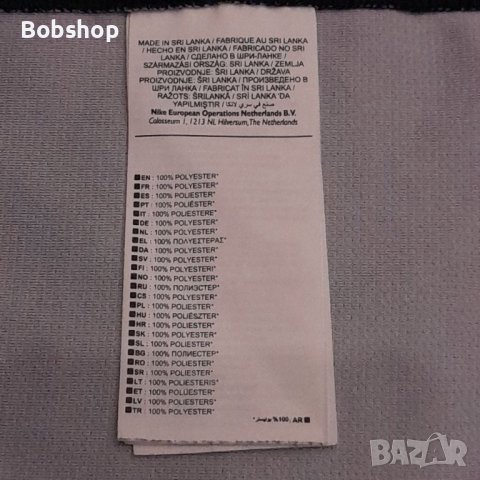 Bobshop
MADE IN SRI LANKA / FABRIQUE AU SRI LANKA
/ HECHO EN SRI LANKA / FABRICADO NO SRI
LANKA / СДЕЛАНО В ШРИ-ЛАНКЕ /
SZÁRMAZÁSI ORSZÁG: SRI LANKA / ZEMLJA
PROIZVODNJE: ŠRI LANKA / DRŽAVA
PROIZVODNJE: ŠRI LANKA / ПРОИЗВЕДЕНО В
ШРИ ЛАНКА / FABRICAT ÎN SRI LANKA /
RAŽOTS: ŠRILANKĀ / SRİ LANKA 'DA
YAPILMIŞTIR / صنع في سري لانكا
Nike European Operations Netherlands B.V.
Colosseum 1, 1213 NL Hilversum, The Netherlands
EN : 100% POLYESTER*
FR : 100% POLYESTER*
ES : 100% POLIÉSTER*
PT : 100% POLIÉSTER*
IT : 100% POLIESTERE*
DE : 100% POLYESTER*
NL : 100% POLYESTER*
EL : 100% ΠΟΛΥΕΣΤΕΡΑΣ*
DA : 100% POLYESTER*
SV : 100% POLYESTER*
FI : 100% POLYESTERI*
NO : 100% POLYESTER*
RU : 100% ПОЛИЭСТЕР*
CS : 100% POLYESTER*
PL : 100% POLIESTER*
HU : 100% POLIÉSZTER*
HR : 100% POLIESTER*
SK : 100% POLYESTER*
SL : 100% POLIESTER*
BG : 100% ПОЛИЕСТЕР*
RO : 100% POLIESTER*
SR : 100% POLIESTER*
LT : 100% POLIESTERIS*
ET : 100% POLÜESTER*
LV : 100% POLIESTERS*
TR : 100% POLYESTER*
AR : 100% بوليستر*
BAZAR